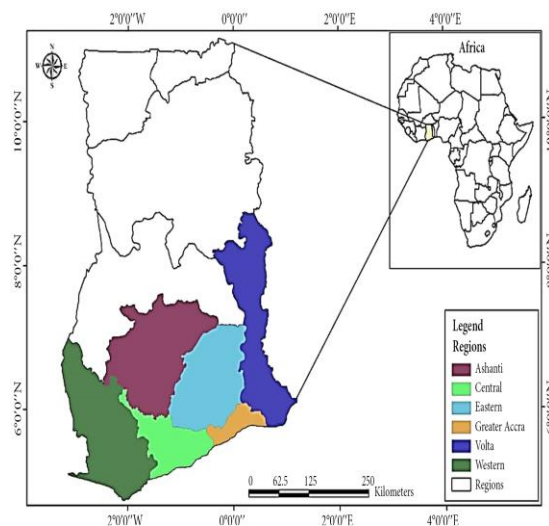 2°0'0''W 0°0'0'' 2°0'0''E 4°0'0''E
N
W E
S
Africa
10°0'0''N
8°0'0''N
6°0'0''N
Legend
Regions
Ashanti
Central
Eastern
Greater Accra
Volta
Western
Regions
0 62.5 125 250
Kilometers
2°0'0''W 0°0'0'' 2°0'0''E 4°0'0''E